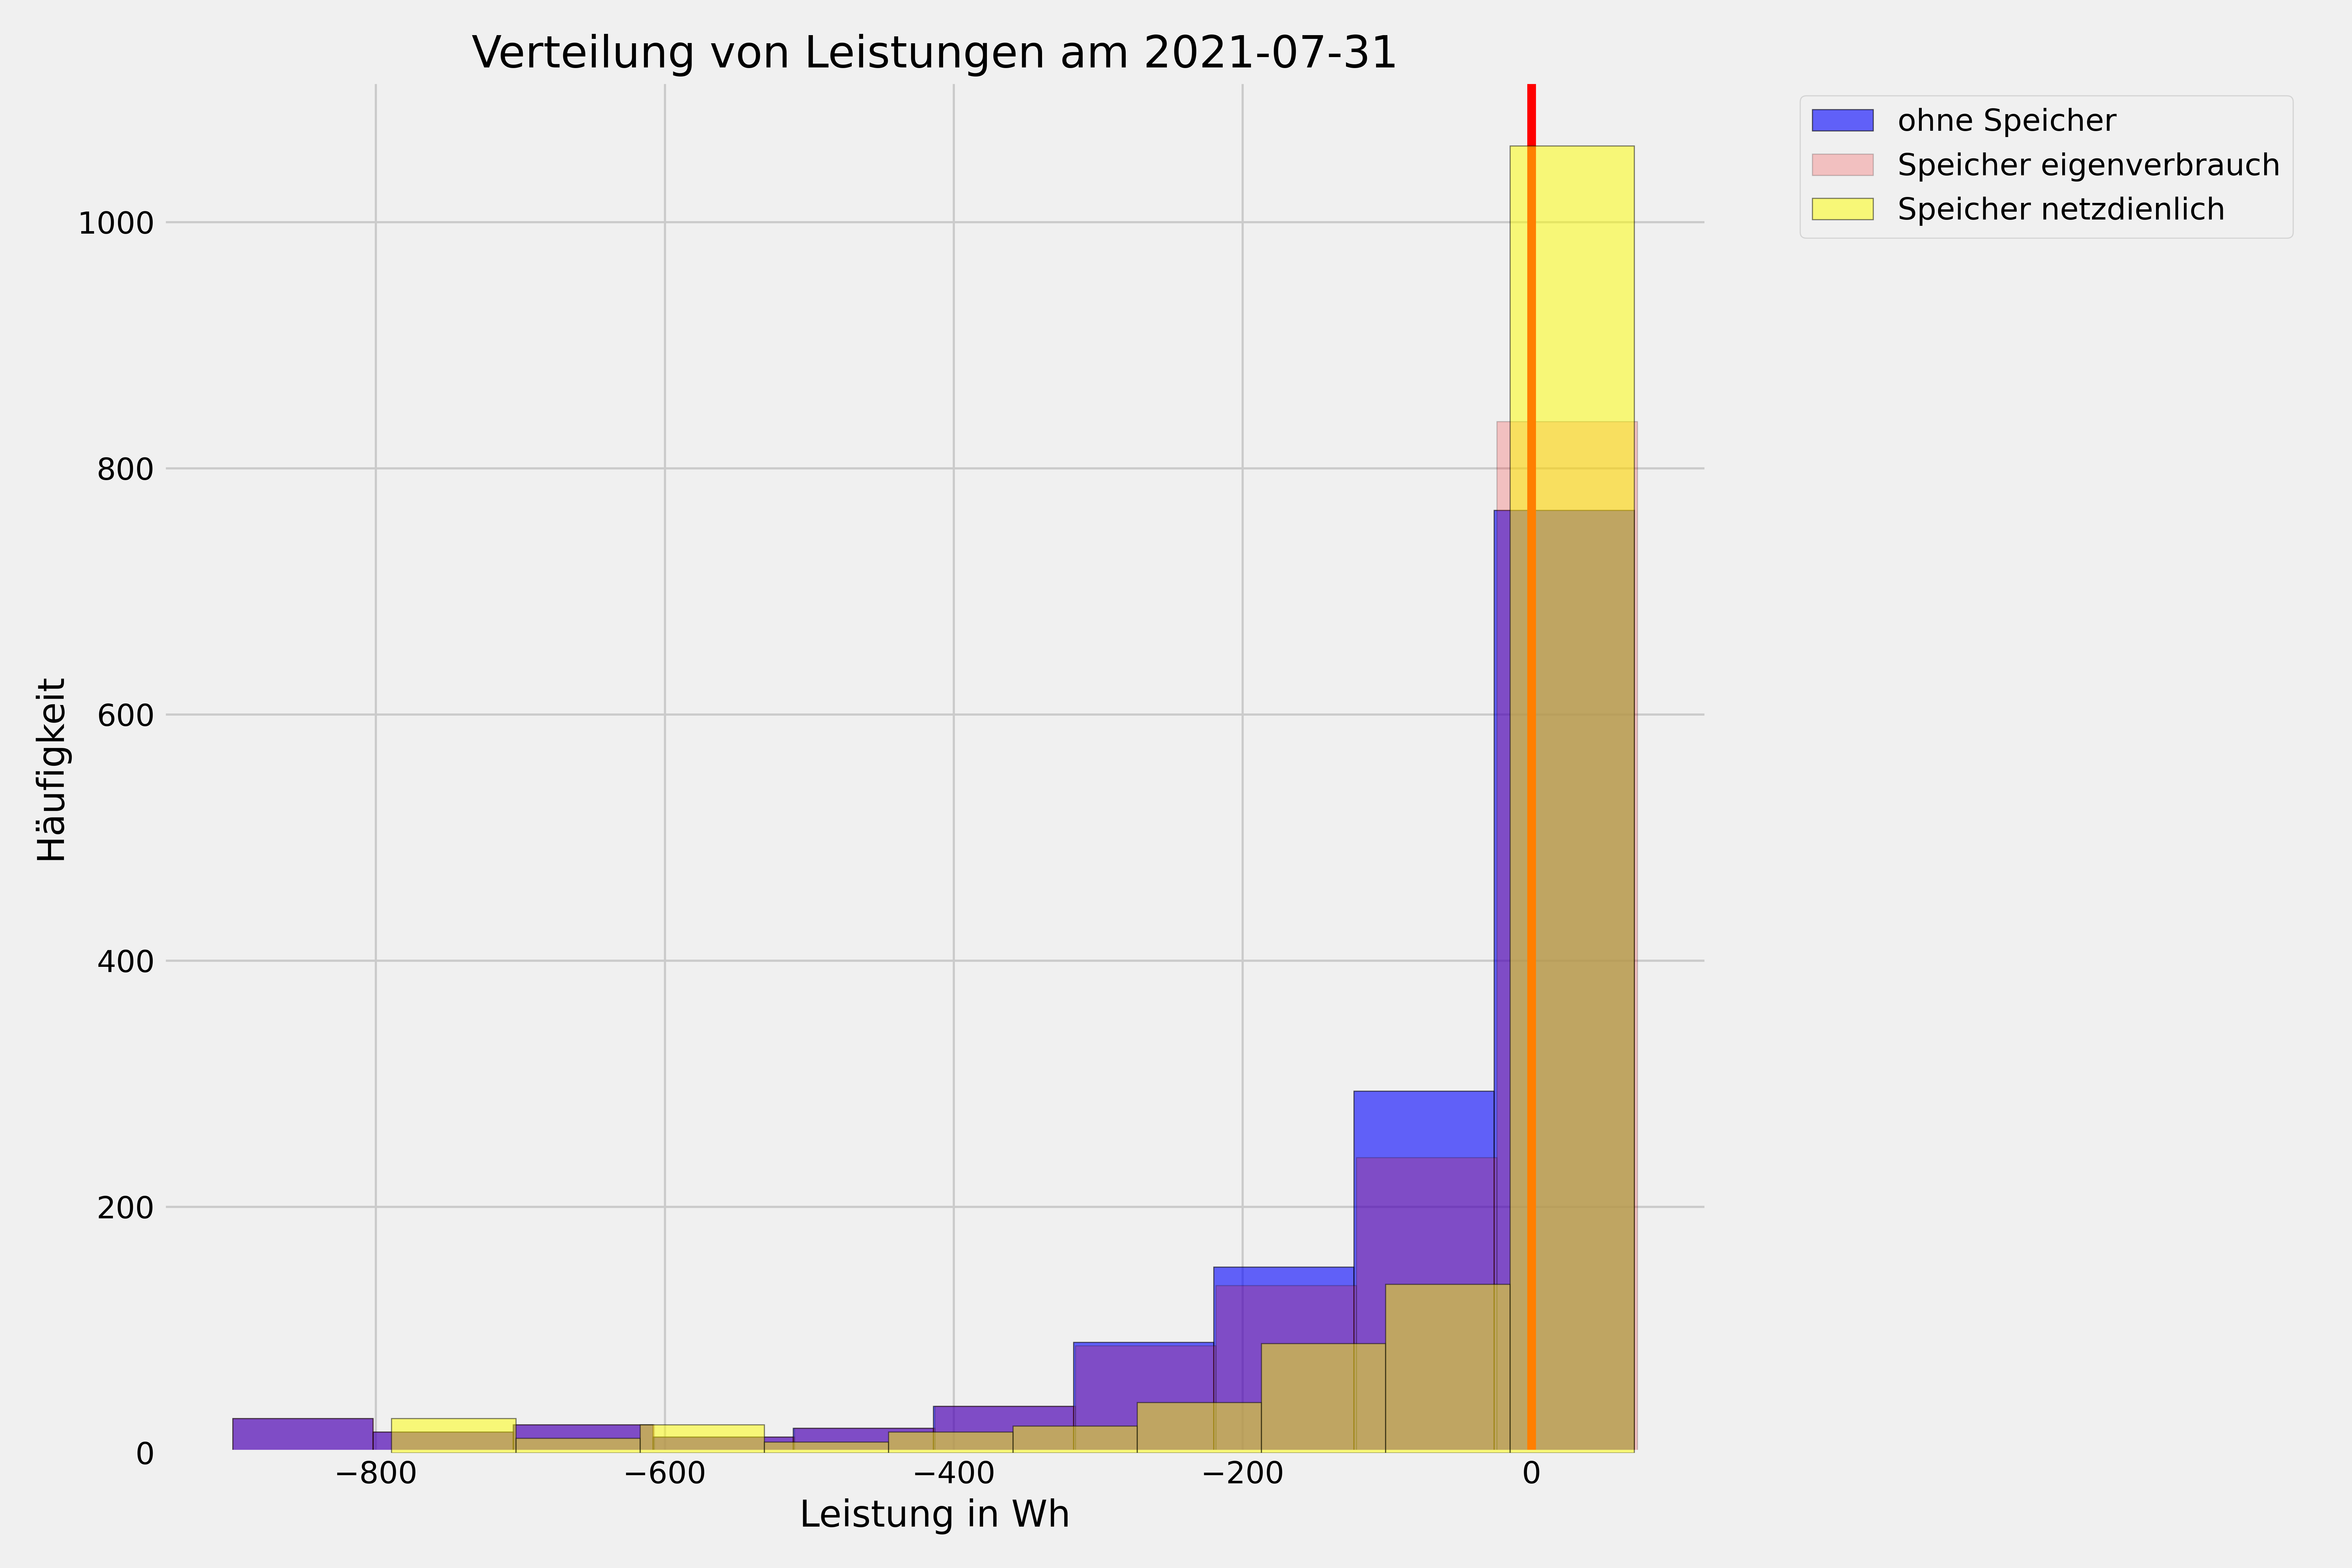 Verteilung von Leistungen am 2021-07-31
ohne Speicher
Speicher eigenverbrauch
Speicher netzdienlich
Häufigkeit
1000
800
600
400
200
0
−800 −600 −400 −200 0
Leistung in Wh